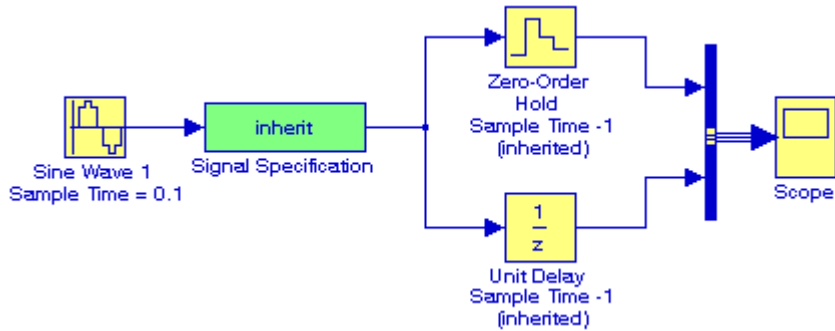 Sine Wave 1
Sample Time = 0.1
inherit
Signal Specification
Zero-Order
Hold
Sample Time -1
(inherited)
1
z
Unit Delay
Sample Time -1
(inherited)
Scope